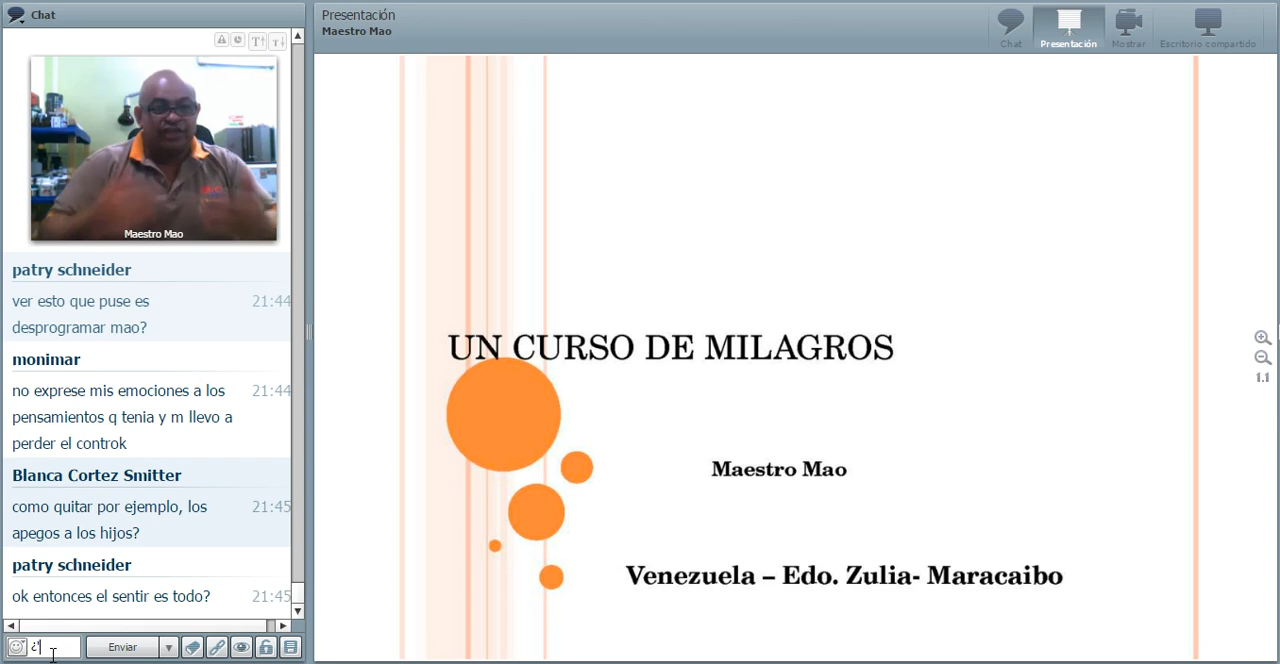 Chat
Maestro Mao
patry schneider
ver esto que puse es 21:44
desprogramar mao?
monimar
no exprese mis emociones a los 21:44
pensamientos q tenia y m llevo a
perder el controk
Blanca Cortez Smitter
como quitar por ejemplo, los 21:45
apegos a los hijos?
patry schneider
ok entonces el sentir es todo? 21:45
Enviar
Presentación
Maestro Mao
Chat
Presentación
Mostrar
Escritorio compartido
UN CURSO DE MILAGROS
Maestro Mao
Venezuela – Edo. Zulia- Maracaibo
1.1